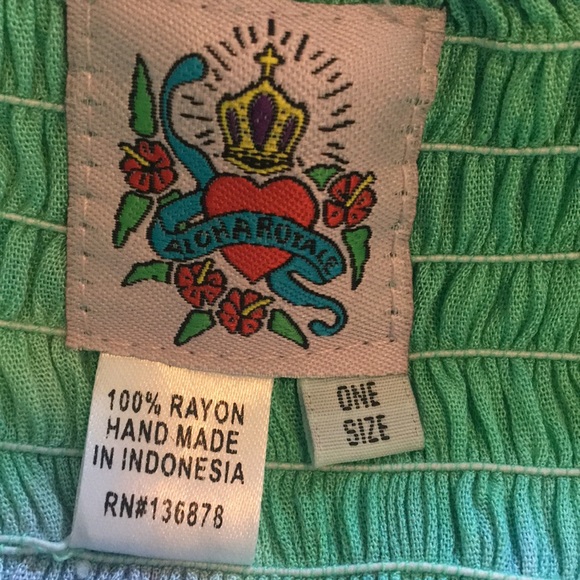 ALOHA ROYALE
100% RAYON
HAND MADE
IN INDONESIA
RN#136878
ONE
SIZE